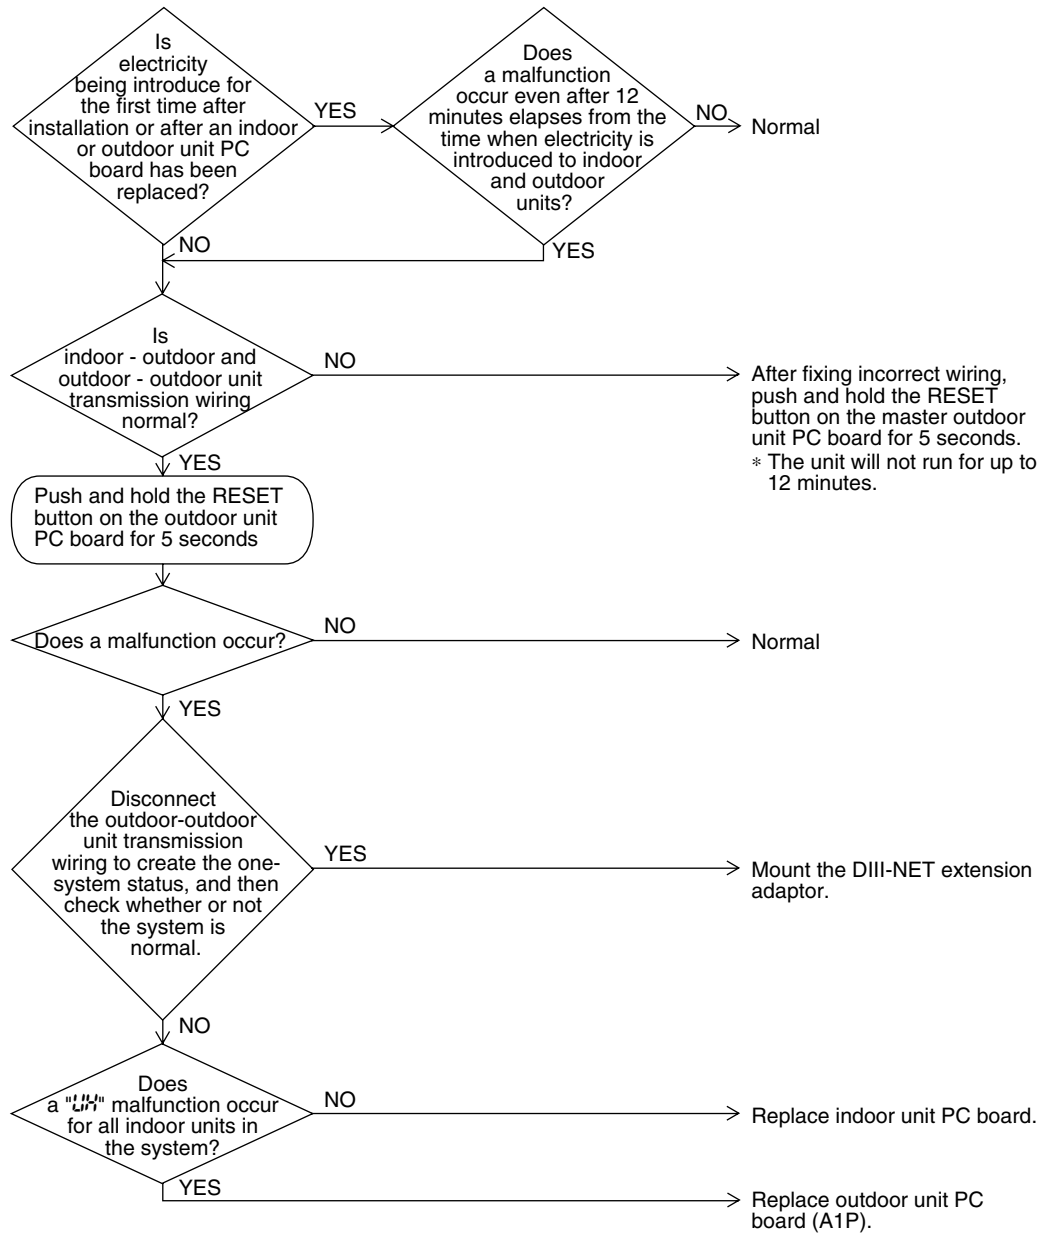 Is
electricity
being introduce for
the first time after
installation or after an indoor
or outdoor unit PC
board has been
replaced?
YES
Does
a malfunction
occur even after 12
minutes elapses from the
time when electricity is
introduced to indoor
and outdoor
units?
NO
Normal
NO
YES
Is
indoor - outdoor and
outdoor - outdoor unit
transmission wiring
normal?
NO
After fixing incorrect wiring,
push and hold the RESET
button on the master outdoor
unit PC board for 5 seconds.
* The unit will not run for up to
12 minutes.
YES
Push and hold the RESET
button on the outdoor unit
PC board for 5 seconds
Does a malfunction occur?
NO
Normal
YES
Disconnect
the outdoor-outdoor
unit transmission
wiring to create the one-
system status, and then
check whether or not
the system is
normal.
YES
Mount the DIII-NET extension
adaptor.
NO
Does
a "UH" malfunction occur
for all indoor units in
the system?
NO
Replace indoor unit PC board.
YES
Replace outdoor unit PC
board (A1P).